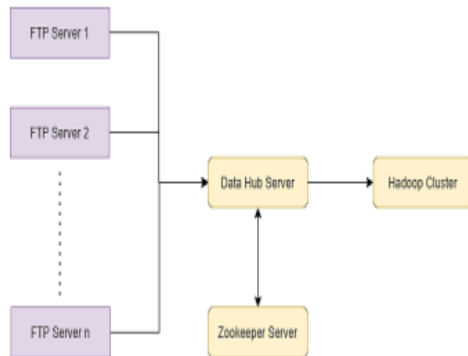 FTP Server 1
FTP Server 2
Data Hub Server
Hadoop Cluster
FTP Server n
Zookeeper Server